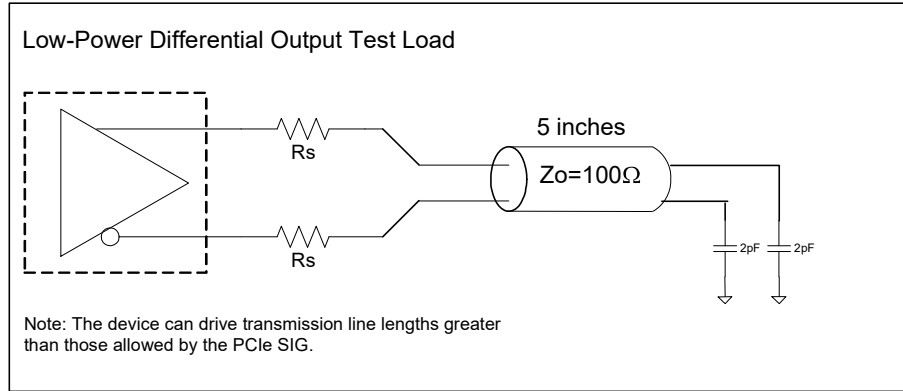 Low-Power Differential Output Test Load
Rs
5 inches
Zo=100Ω
Rs
2pF
2pF
Note: The device can drive transmission line lengths greater
than those allowed by the PCIe SIG.